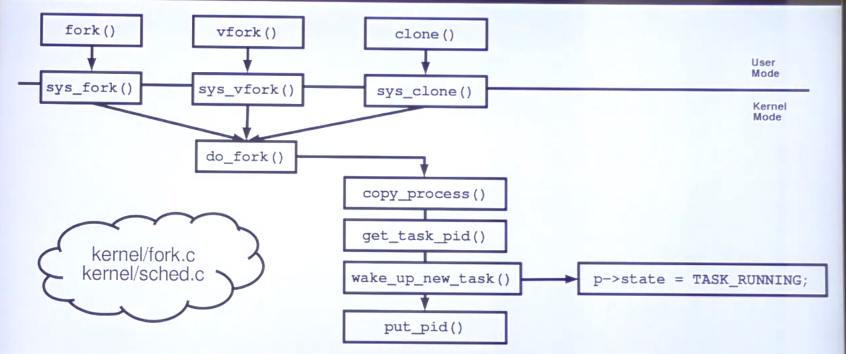 fork()
vfork()
clone()
User
Mode
sys_fork()
sys_vfork()
sys_clone()
Kernel
Mode
do_fork()
copy_process()
get_task_pid()
kernel/fork.c
kernel/sched.c
wake_up_new_task()
p->state = TASK_RUNNING;
put_pid()